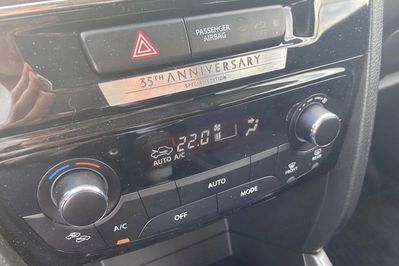 PASSENGER
AIRBAG
35TH ANNIVERSARY
SPECIAL EDITION
22.0
AUTO A/C
AUTO
A/C
OFF
MODE
FRONT
REAR